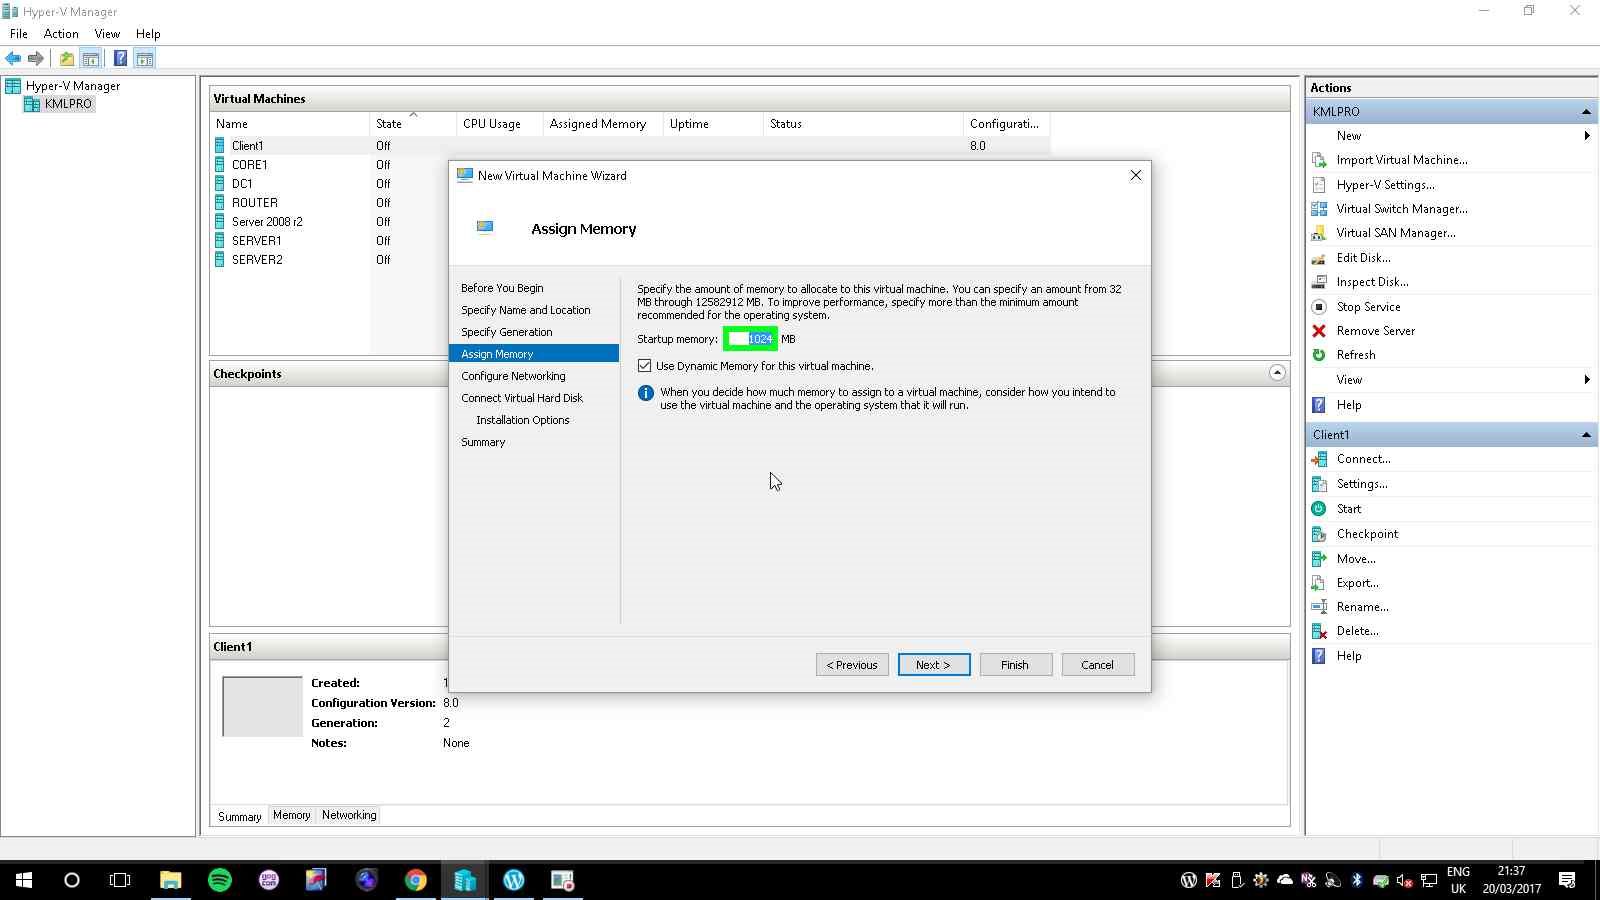 Hyper-V Manager
File Action View Help
Hyper-V Manager
KMLPRO
Virtual Machines
Name State CPU Usage Assigned Memory Uptime Status Configurati...
Client1 Off 8.0
CORE1 Off
DC1 Off
ROUTER Off
Server 2008 r2 Off
SERVER1 Off
SERVER2 Off
Checkpoints
Client1
Created: 1
Configuration Version: 8.0
Generation: 2
Notes: None
Summary Memory Networking
New Virtual Machine Wizard
Assign Memory
Before You Begin
Specify Name and Location
Specify Generation
Assign Memory
Configure Networking
Connect Virtual Hard Disk
Installation Options
Summary
Specify the amount of memory to allocate to this virtual machine. You can specify an amount from 32
MB through 12582912 MB. To improve performance, specify more than the minimum amount
recommended for the operating system.
Startup memory: 1024 MB
Use Dynamic Memory for this virtual machine.
When you decide how much memory to assign to a virtual machine, consider how you intend to
use the virtual machine and the operating system that it will run.
< Previous Next > Finish Cancel
Actions
KMLPRO
New
Import Virtual Machine...
Hyper-V Settings...
Virtual Switch Manager...
Virtual SAN Manager...
Edit Disk...
Inspect Disk...
Stop Service
Remove Server
Refresh
View
Help
Client1
Connect...
Settings...
Start
Checkpoint
Move...
Export...
Rename...
Delete...
Help
ENG 21:37
UK 20/03/2017